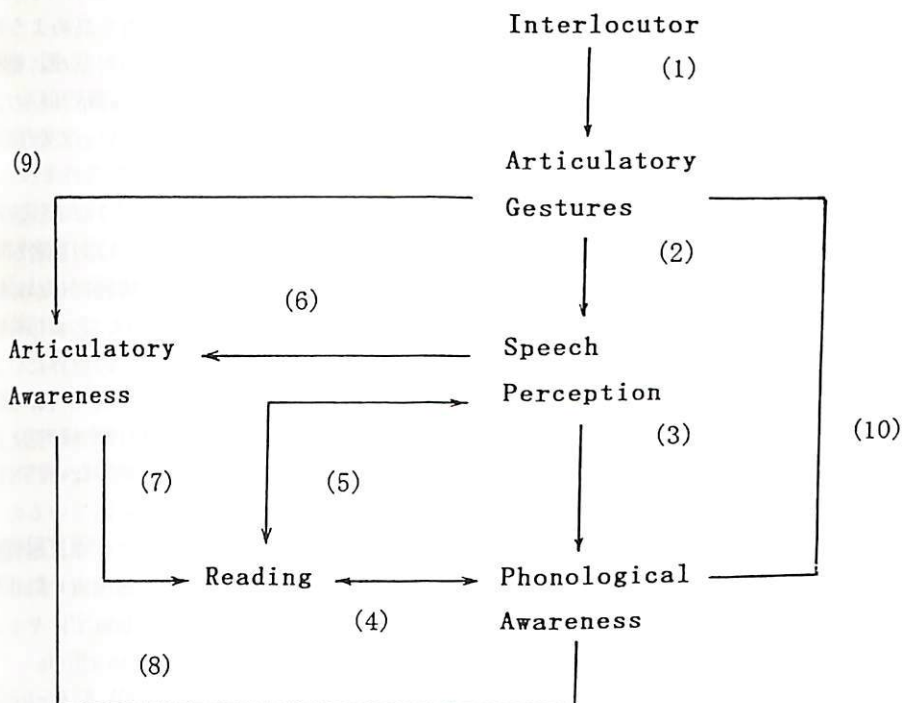 Interlocutor
(1)
(9)
Articulatory
Gestures
(2)
(6)
Articulatory
Awareness
Speech
Perception
(3)
(10)
(7)
(5)
Reading
Phonological
Awareness
(4)
(8)